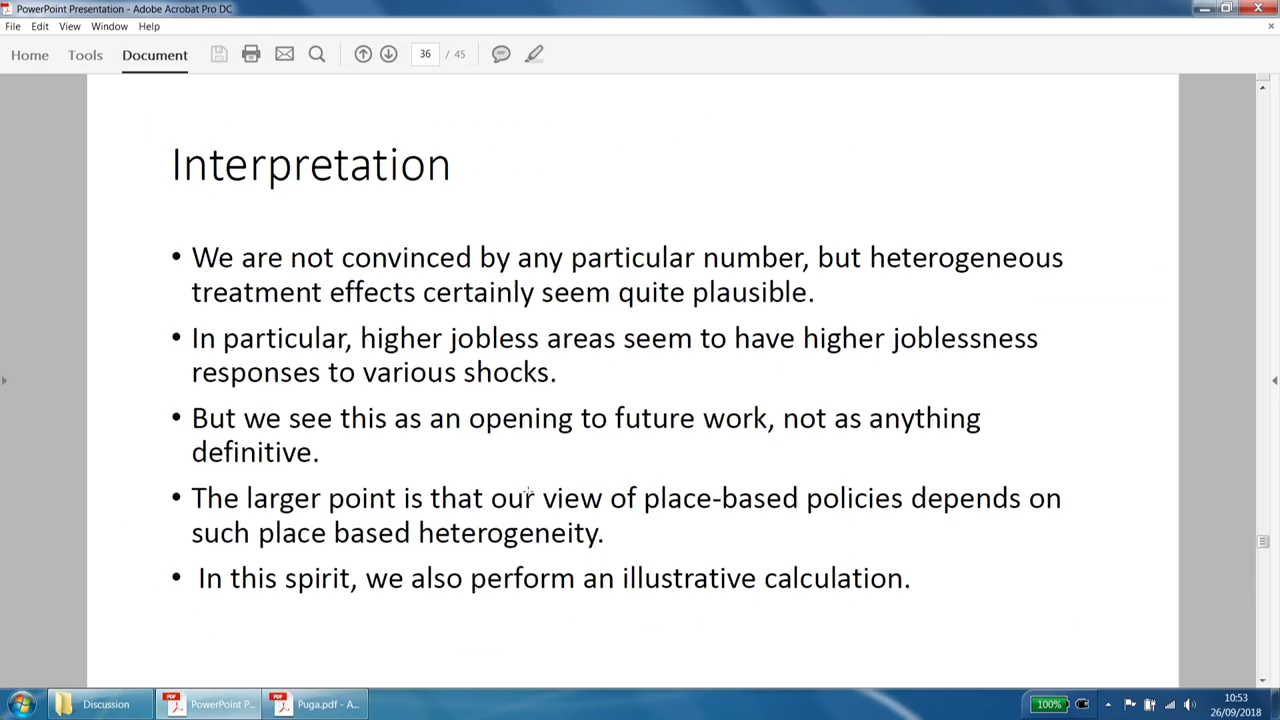 PowerPoint Presentation - Adobe Acrobat Pro DC
File Edit View Window Help
Home Tools Document 36 / 45
Interpretation
• We are not convinced by any particular number, but heterogeneous
treatment effects certainly seem quite plausible.
• In particular, higher jobless areas seem to have higher joblessness
responses to various shocks.
• But we see this as an opening to future work, not as anything
definitive.
• The larger point is that our view of place-based policies depends on
such place based heterogeneity.
• In this spirit, we also perform an illustrative calculation.
Discussion PowerPoint P... Puga.pdf - A... 100% 10:53
26/09/2018